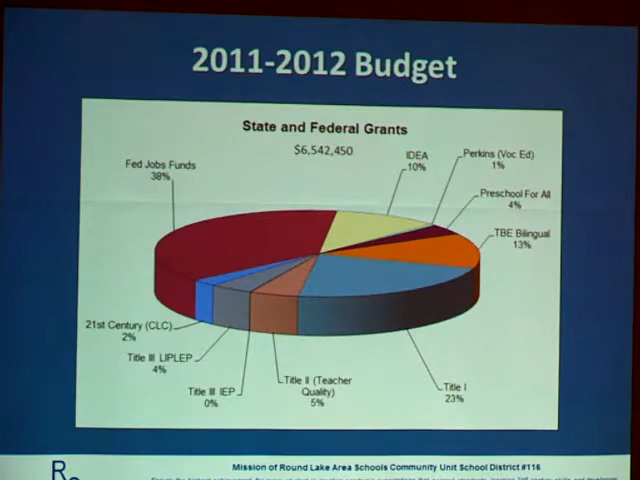 2011-2012 Budget
State and Federal Grants
$6,542,450
Fed Jobs Funds
38%
IDEA
10%
Perkins (Voc Ed)
1%
Preschool For All
4%
TBE Bilingual
13%
21st Century (CLC)
2%
Title III LIPLEP
4%
Title III IEP
0%
Title II (Teacher
Quality)
5%
Title I
23%
R
Mission of Round Lake Area Schools Community Unit School District #116